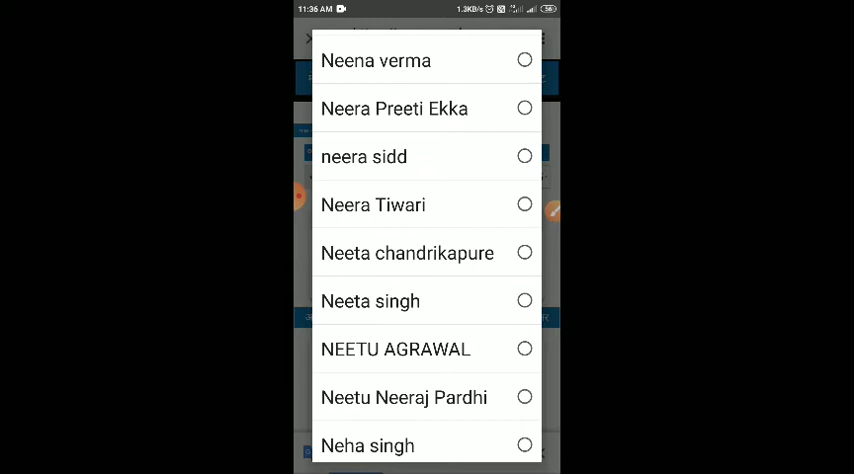 11:36 AM 1.3KB/s 56
Neena verma
Neera Preeti Ekka
neera sidd
Neera Tiwari
Neeta chandrikapure
Neeta singh
NEETU AGRAWAL
Neetu Neeraj Pardhi
Neha singh